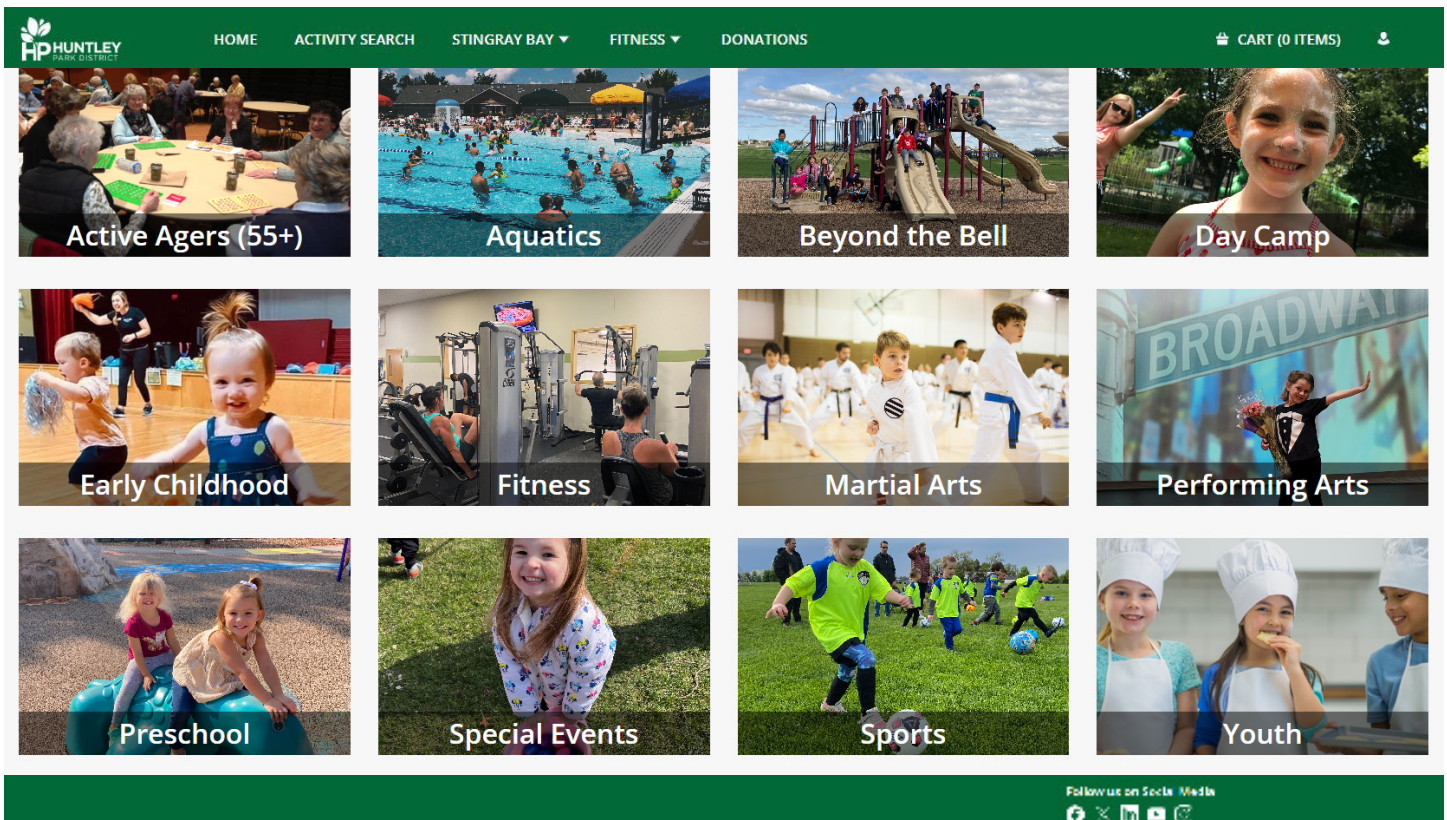 HUNTLEY
PARK DISTRICT
HOME
ACTIVITY SEARCH
STINGRAY BAY
FITNESS
DONATIONS
CART (0 ITEMS)
Active Agers (55+)
Aquatics
Beyond the Bell
Day Camp
Early Childhood
Fitness
Martial Arts
BROADWAY
Performing Arts
Preschool
Special Events
Sports
Youth
Follow us on Social Media